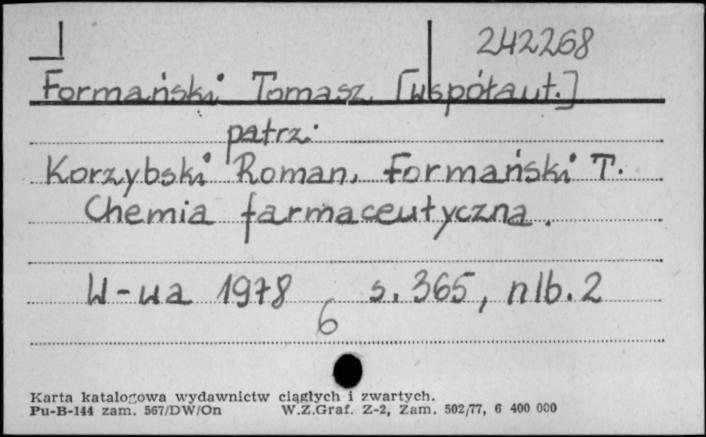 242268
Formański Tomasz [współaut.]
patrz:
Korzybski Roman, Formański T.
Chemia farmaceutyczna.
W-wa 1978 s. 365, nlb. 2
6
Karta katalogowa wydawnictw ciągłych i zwartych.
Pu-B-144 zam. 567/DW/On W.Z.Graf. Z-2, Zam. 502/77, 6 400 000